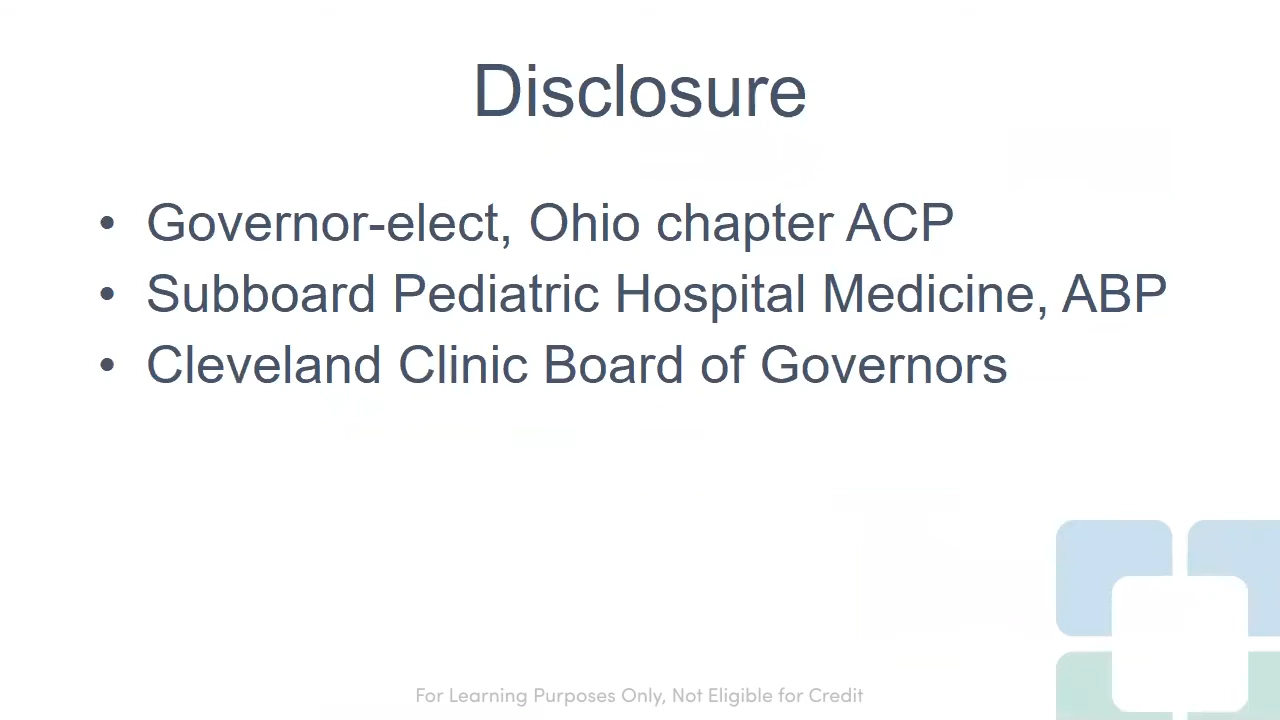 Disclosure
• Governor-elect, Ohio chapter ACP
• Subboard Pediatric Hospital Medicine, ABP
• Cleveland Clinic Board of Governors
For Learning Purposes Only, Not Eligible for Credit